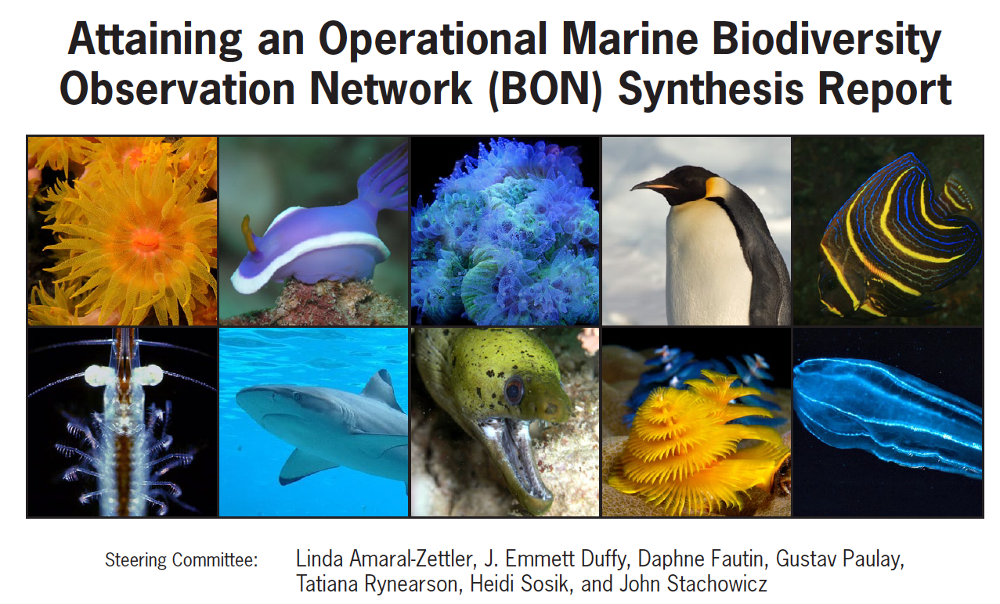 Attaining an Operational Marine Biodiversity
Observation Network (BON) Synthesis Report
Steering Committee: Linda Amaral-Zettler, J. Emmett Duffy, Daphne Fautin, Gustav Paulay,
Tatiana Rynearson, Heidi Sosik, and John Stachowicz